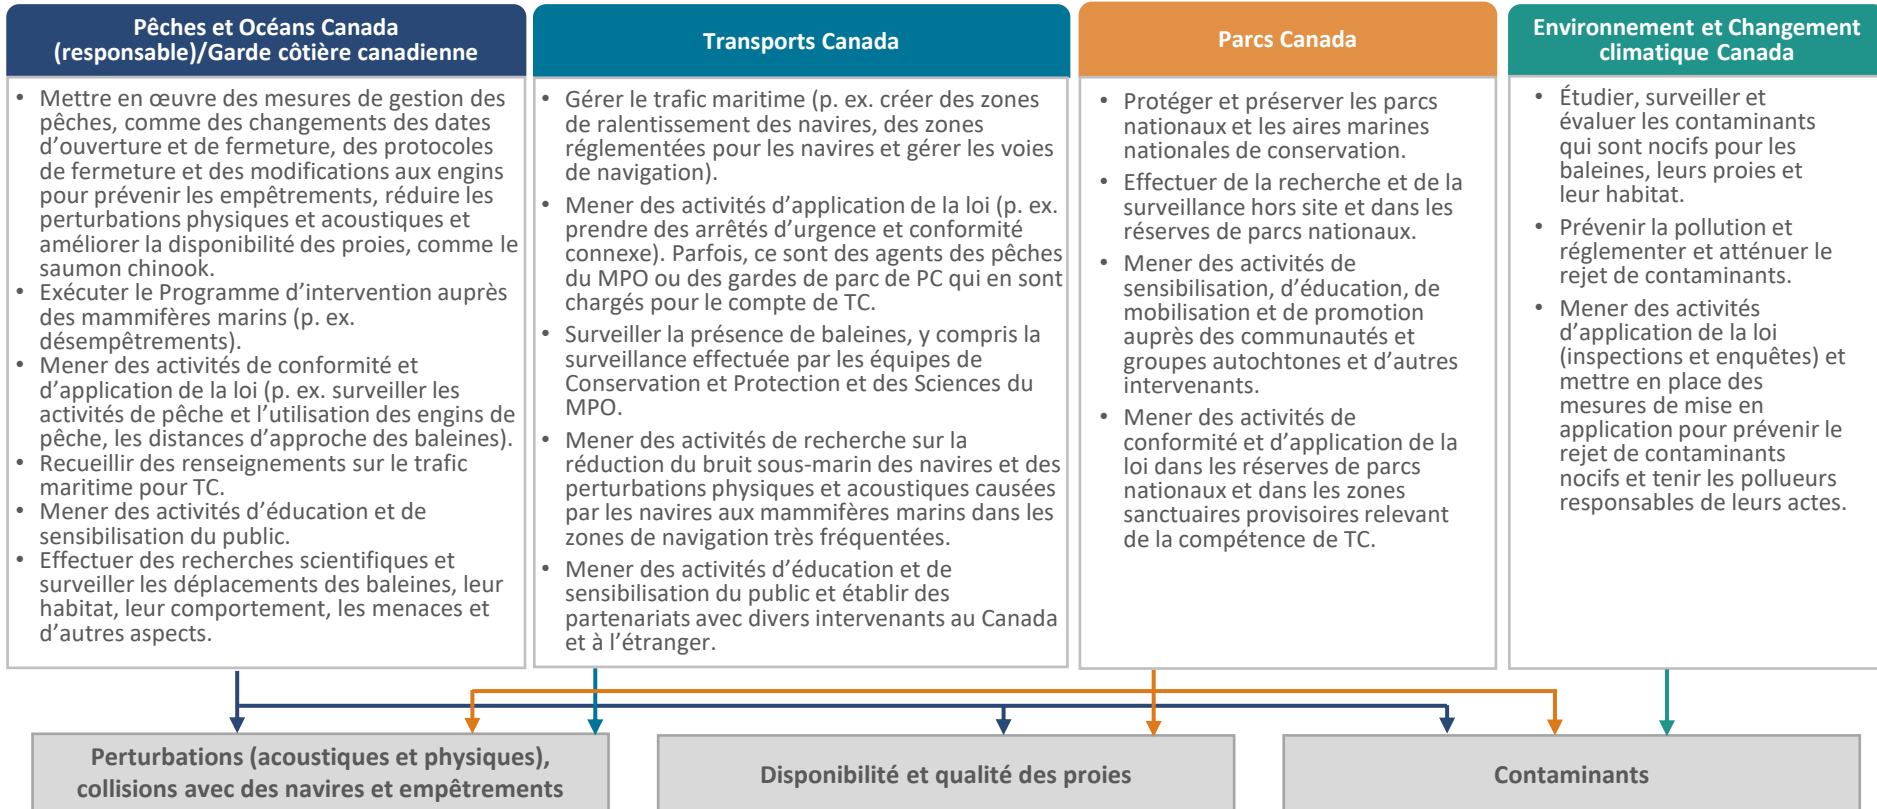 Pêches et Océans Canada
(responsable)/Garde côtière canadienne
• Mettre en œuvre des mesures de gestion des
pêches, comme des changements des dates
d’ouverture et de fermeture, des protocoles
de fermeture et des modifications aux engins
pour prévenir les empêtrements, réduire les
perturbations physiques et acoustiques et
améliorer la disponibilité des proies, comme le
saumon chinook.
• Exécuter le Programme d’intervention auprès
des mammifères marins (p. ex.
désempêtrements).
• Mener des activités de conformité et
d’application de la loi (p. ex. surveiller les
activités de pêche et l’utilisation des engins de
pêche, les distances d’approche des baleines).
• Recueillir des renseignements sur le trafic
maritime pour TC.
• Mener des activités d’éducation et de
sensibilisation du public.
• Effectuer des recherches scientifiques et
surveiller les déplacements des baleines, leur
habitat, leur comportement, les menaces et
d’autres aspects.
Transports Canada
• Gérer le trafic maritime (p. ex. créer des zones
de ralentissement des navires, des zones
réglementées pour les navires et gérer les voies
de navigation).
• Mener des activités d’application de la loi (p. ex.
prendre des arrêtés d’urgence et conformité
connexe). Parfois, ce sont des agents des pêches
du MPO ou des gardes de parc de PC qui en sont
chargés pour le compte de TC.
• Surveiller la présence de baleines, y compris la
surveillance effectuée par les équipes de
Conservation et Protection et des Sciences du
MPO.
• Mener des activités de recherche sur la
réduction du bruit sous-marin des navires et des
perturbations physiques et acoustiques causées
par les navires aux mammifères marins dans les
zones de navigation très fréquentées.
• Mener des activités d’éducation et de
sensibilisation du public et établir des
partenariats avec divers intervenants au Canada
et à l’étranger.
Parcs Canada
• Protéger et préserver les parcs
nationaux et les aires marines
nationales de conservation.
• Effectuer de la recherche et de la
surveillance hors site et dans les
réserves de parcs nationaux.
• Mener des activités de
sensibilisation, d’éducation, de
mobilisation et de promotion
auprès des communautés et
groupes autochtones et d’autres
intervenants.
• Mener des activités de
conformité et d’application de la
loi dans les réserves de parcs
nationaux et dans les zones
sanctuaires provisoires relevant
de la compétence de TC.
Environnement et Changement
climatique Canada
• Étudier, surveiller et
évaluer les contaminants
qui sont nocifs pour les
baleines, leurs proies et
leur habitat.
• Prévenir la pollution et
réglementer et atténuer le
rejet de contaminants.
• Mener des activités
d’application de la loi
(inspections et enquêtes) et
mettre en place des
mesures de mise en
application pour prévenir le
rejet de contaminants
nocifs et tenir les pollueurs
responsables de leurs actes.
Perturbations (acoustiques et physiques),
collisions avec des navires et empêtrements
Disponibilité et qualité des proies
Contaminants